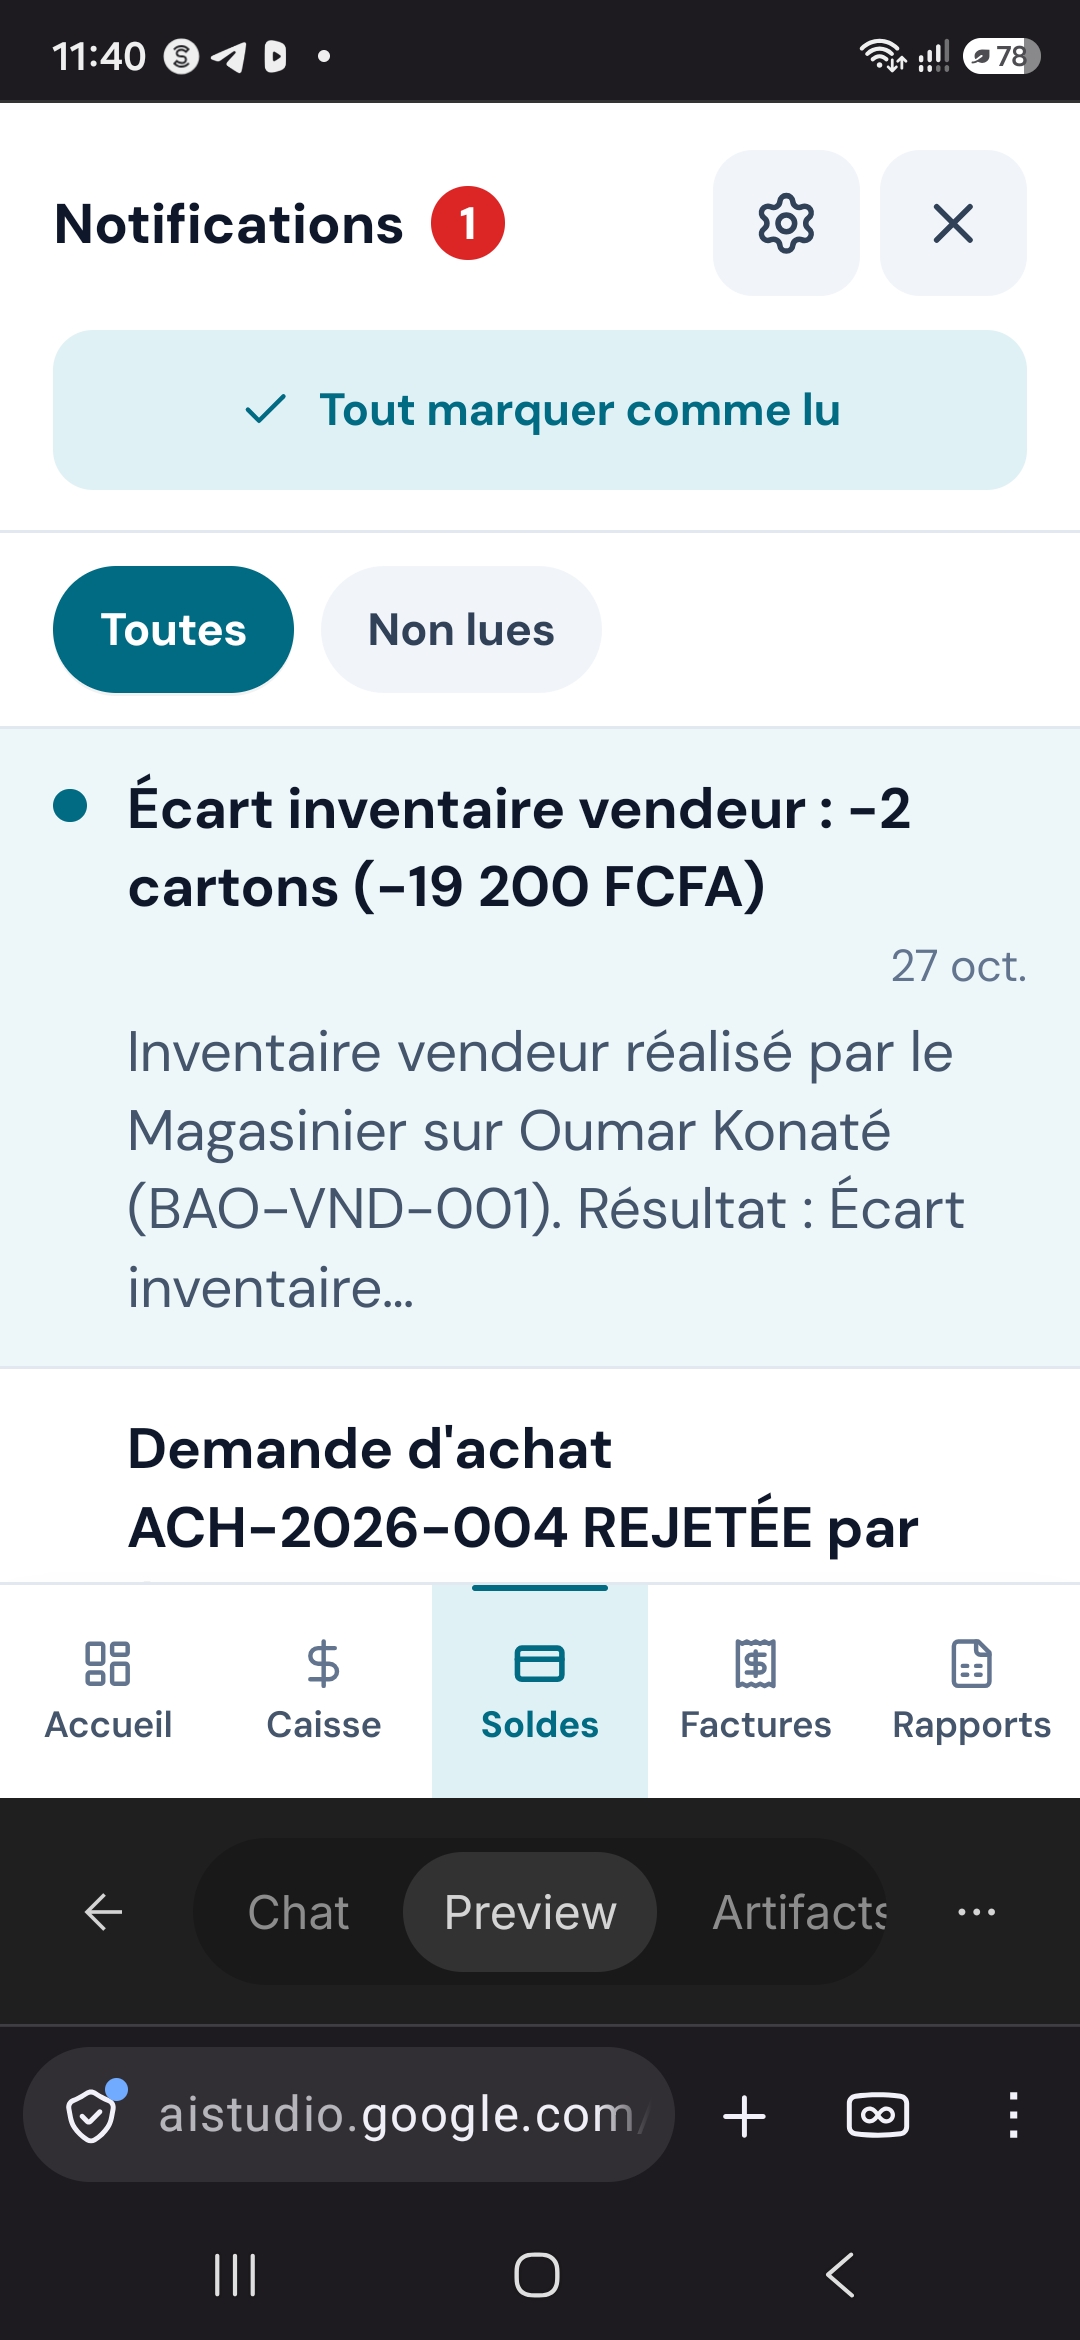 11:40
78
Notifications 1
Tout marquer comme lu
Toutes Non lues
Écart inventaire vendeur : -2
cartons (-19 200 FCFA)
27 oct.
Inventaire vendeur réalisé par le
Magasinier sur Oumar Konaté
(BAO-VND-001). Résultat : Écart
inventaire...
Demande d'achat
ACH-2026-004 REJETÉE par
Accueil Caisse Soldes Factures Rapports
Chat Preview Artifacts
aistudio.google.com/